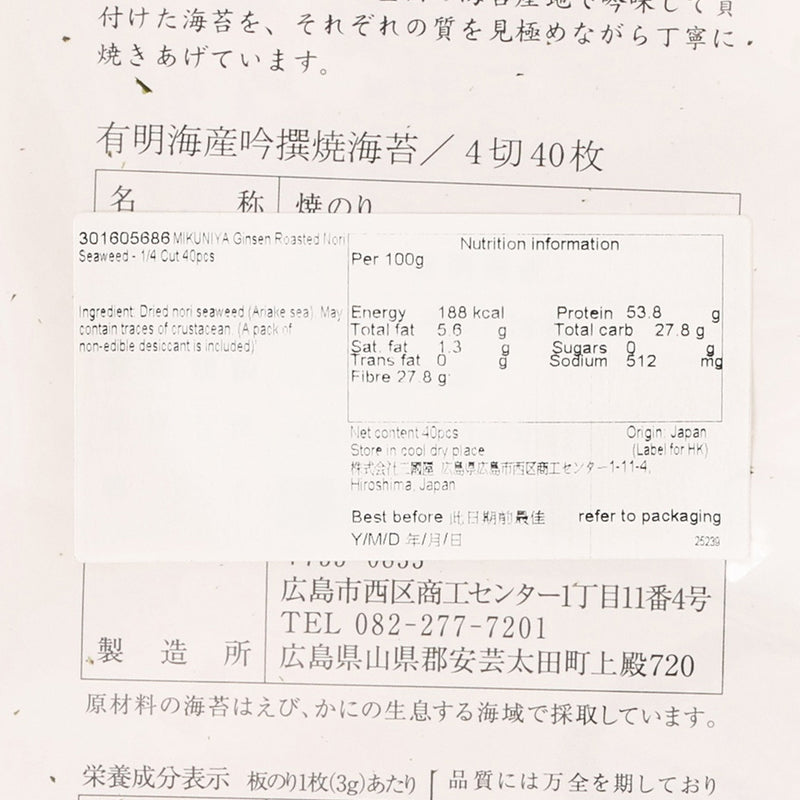 付けた海苔を、それぞれの質を見極めながら丁寧に
焼きあげています。
有明海産吟撰焼海苔／4切40枚
名 称 焼のり
301605686 MIKUNIYA Ginsen Roasted Nori
Seaweed - 1/4 Cut 40pcs
Ingredient: Dried nori seaweed (Ariake sea). May
contain traces of crustacean. (A pack of
non-edible desiccant is included)
Nutrition information
Per 100g
Energy 188 kcal Protein 53.8 g
Total fat 5.6 g Total carb 27.8 g
Sat. fat 1.3 g Sugars 0 g
Trans fat 0 g Sodium 512 mg
Fibre 27.8 g
Net content 40pcs Origin: Japan
Store in cool dry place (Label for HK)
株式会社三國屋 広島県広島市西区商工センター1-11-4,
Hiroshima, Japan
Best before 此日期前最佳 refer to packaging
Y/M/D 年/月/日 25239
広島市西区商工センター1丁目11番4号
TEL 082-277-7201
製造所 広島県山県郡安芸太田町上殿720
原材料の海苔はえび、かにの生息する海域で採取しています。
栄養成分表示 板のり1枚(3g)あたり
品質には万全を期しており